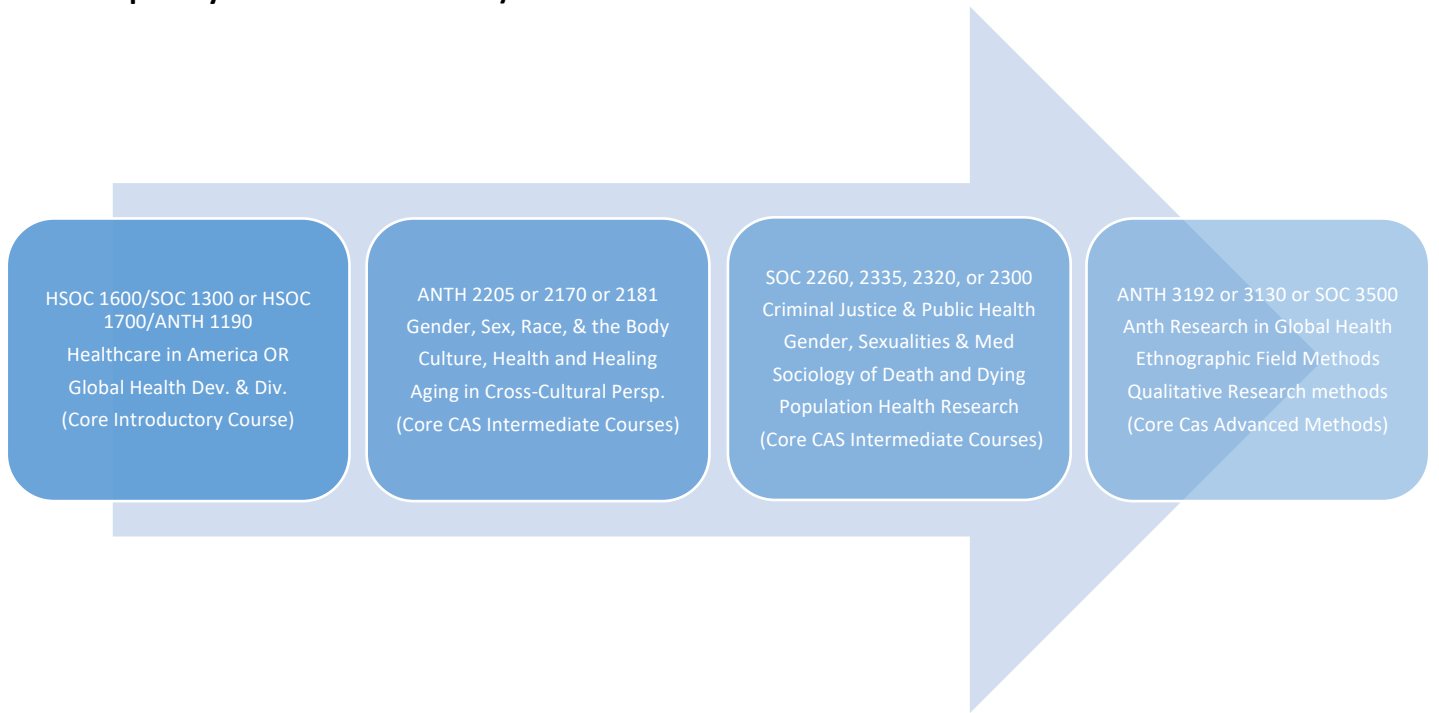 HSOC 1600/SOC 1300 or HSOC
1700/ANTH 1190
Healthcare in America OR
Global Health Dev. & Div.
(Core Introductory Course)
ANTH 2205 or 2170 or 2181
Gender, Sex, Race, & the Body
Culture, Health and Healing
Aging in Cross-Cultural Persp.
(Core CAS Intermediate Courses)
SOC 2260, 2335, 2320, or 2300
Criminal Justice & Public Health
Gender, Sexualities & Med
Sociology of Death and Dying
Population Health Research
(Core CAS Intermediate Courses)
ANTH 3192 or 3130 or SOC 3500
Anth Research in Global Health
Ethnographic Field Methods
Qualitative Research methods
(Core Cas Advanced Methods)